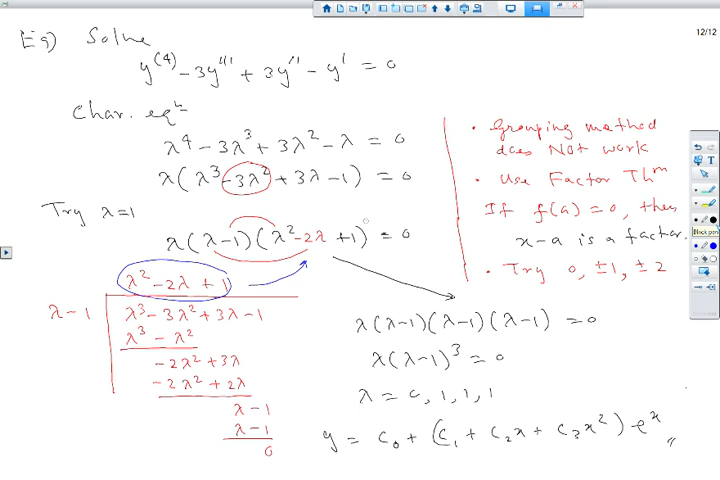 12/12
Eg) Solve
y⁽⁴⁾ - 3y''' + 3y'' - y' = 0
Char. eqⁿ
λ⁴ - 3λ³ + 3λ² - λ = 0
λ(λ³ - 3λ² + 3λ - 1) = 0
Try λ=1
λ(λ-1)(λ² - 2λ + 1) = 0
λ² - 2λ + 1
λ - 1 | λ³ - 3λ² + 3λ - 1
λ³ - λ²
-2λ² + 3λ
-2λ² + 2λ
λ - 1
λ - 1
0
• Grouping method
does NOT work
• Use Factor Thᵐ
If f(a) = 0, then
x-a is a factor.
• Try 0, ±1, ±2
λ(λ-1)(λ-1)(λ-1) = 0
λ(λ-1)³ = 0
λ = 0, 1, 1, 1
y = C₀ + (C₁ + C₂x + C₃x²) eˣ //
Black pen